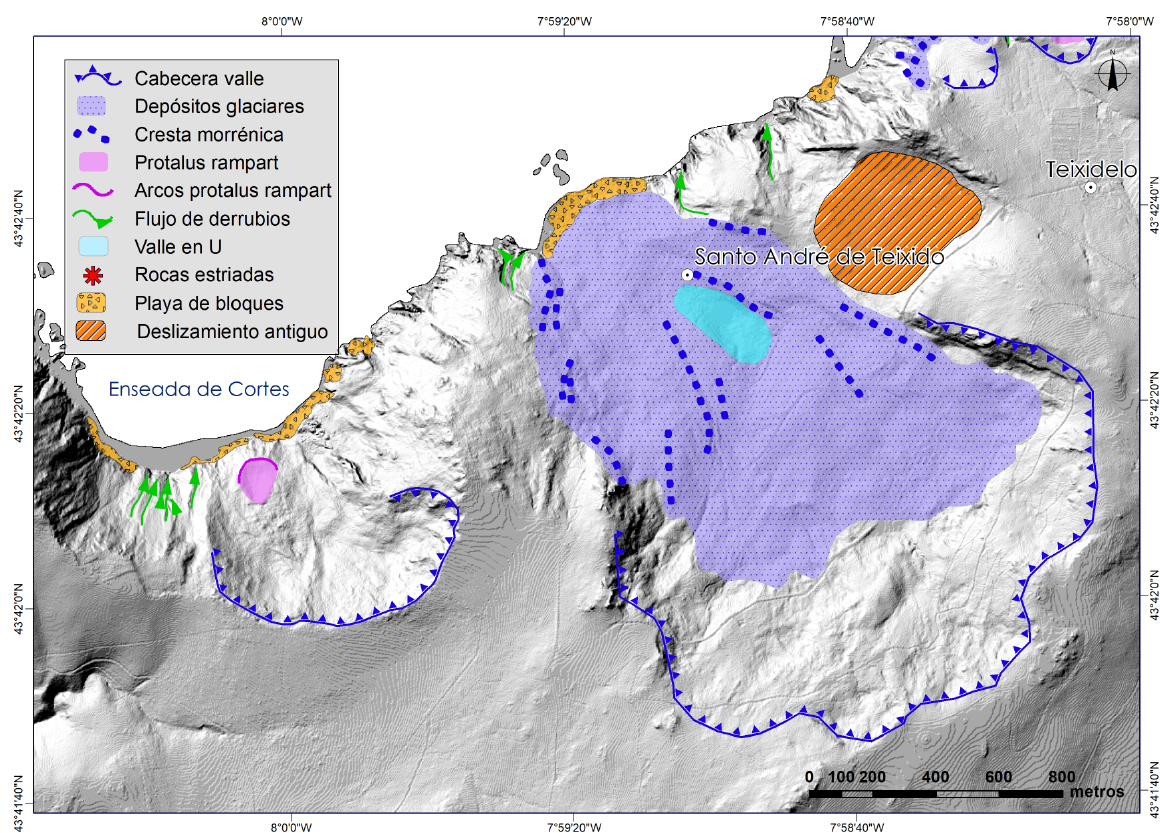 8°0'0"W
7°59'20"W
7°58'40"W
7°58'0"W
N
Cabecera valle
Depósitos glaciares
Cresta morrénica
Protalus rampart
Arcos protalus rampart
Flujo de derrubios
Valle en U
Rocas estriadas
Playa de bloques
Deslizamiento antiguo
Teixidelo
Santo André de Teixido
Enseada de Cortes
43°42'40"N
43°42'40"N
43°42'20"N
43°42'20"N
43°42'0"N
43°42'0"N
43°41'40"N
43°41'40"N
0 100 200 400 600 800
metros
8°0'0"W
7°59'20"W
7°58'40"W